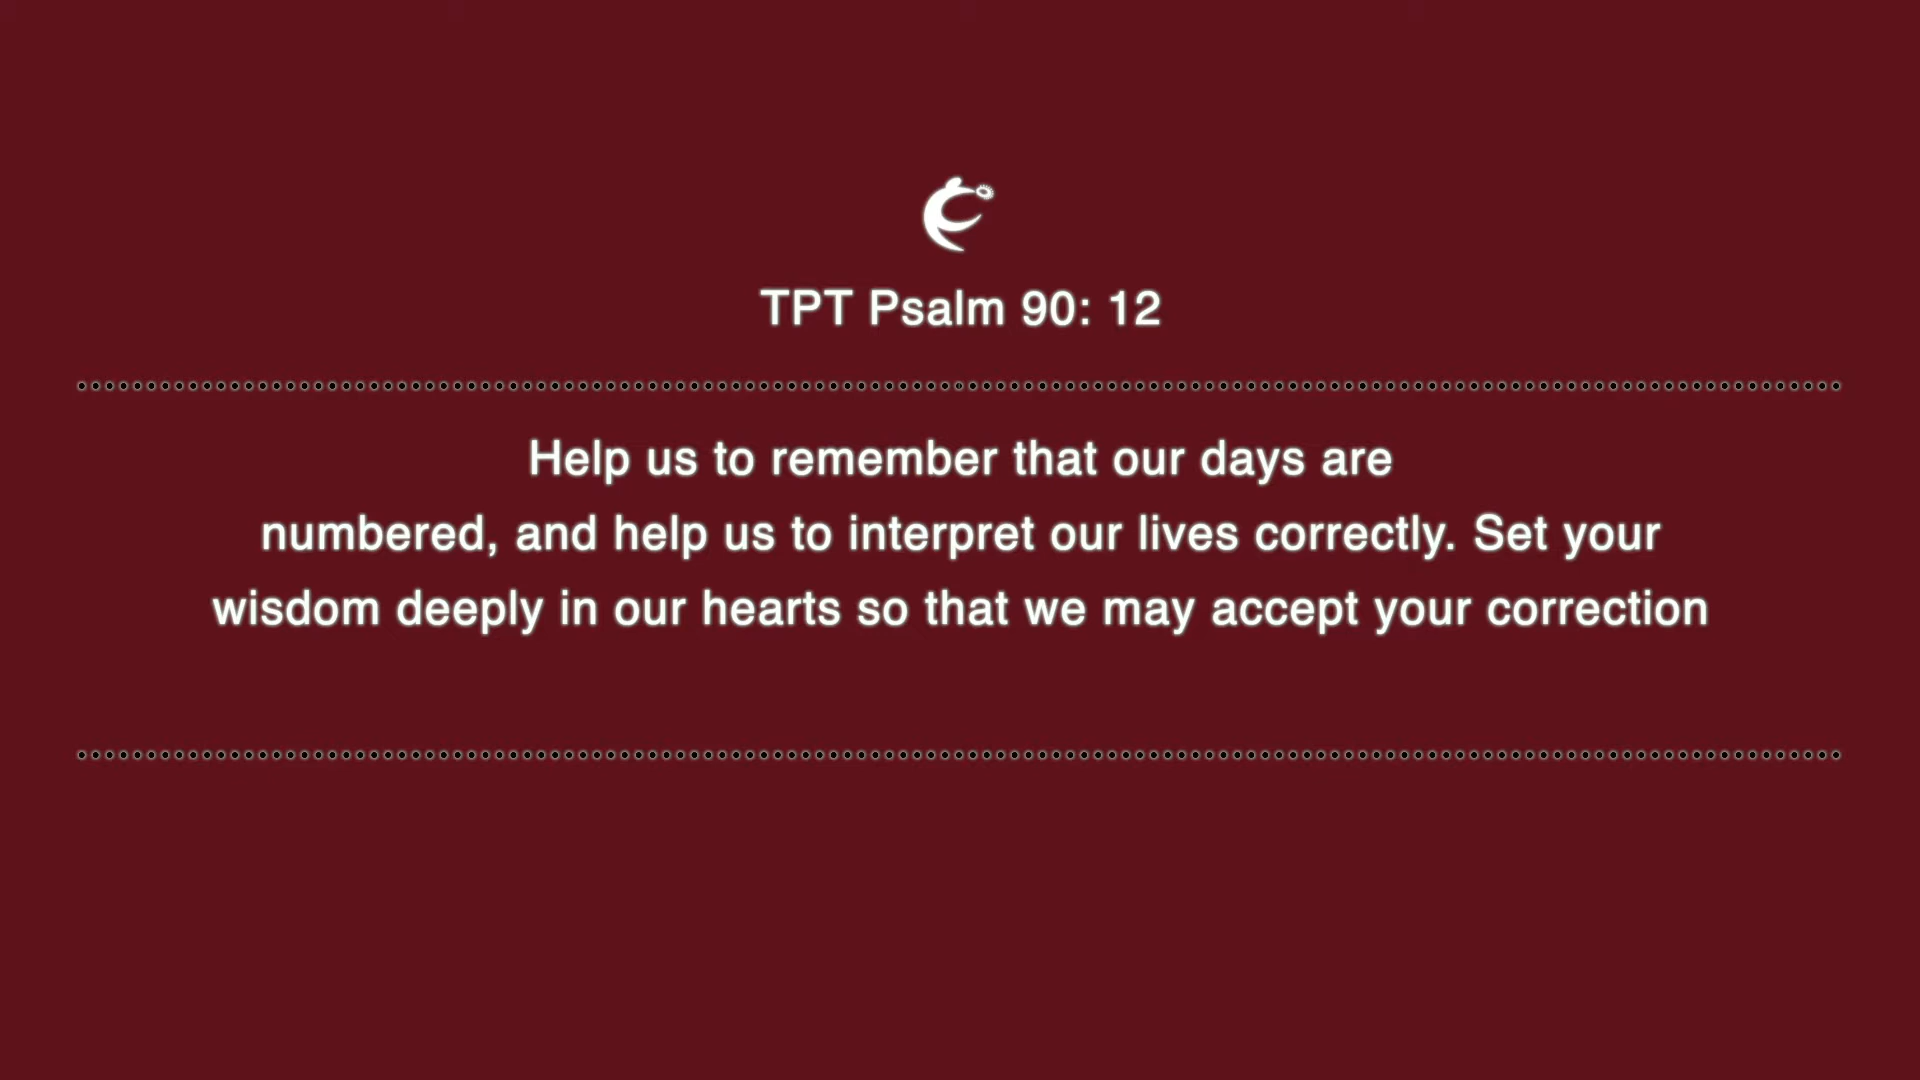 TPT Psalm 90: 12
Help us to remember that our days are
numbered, and help us to interpret our lives correctly. Set your
wisdom deeply in our hearts so that we may accept your correction